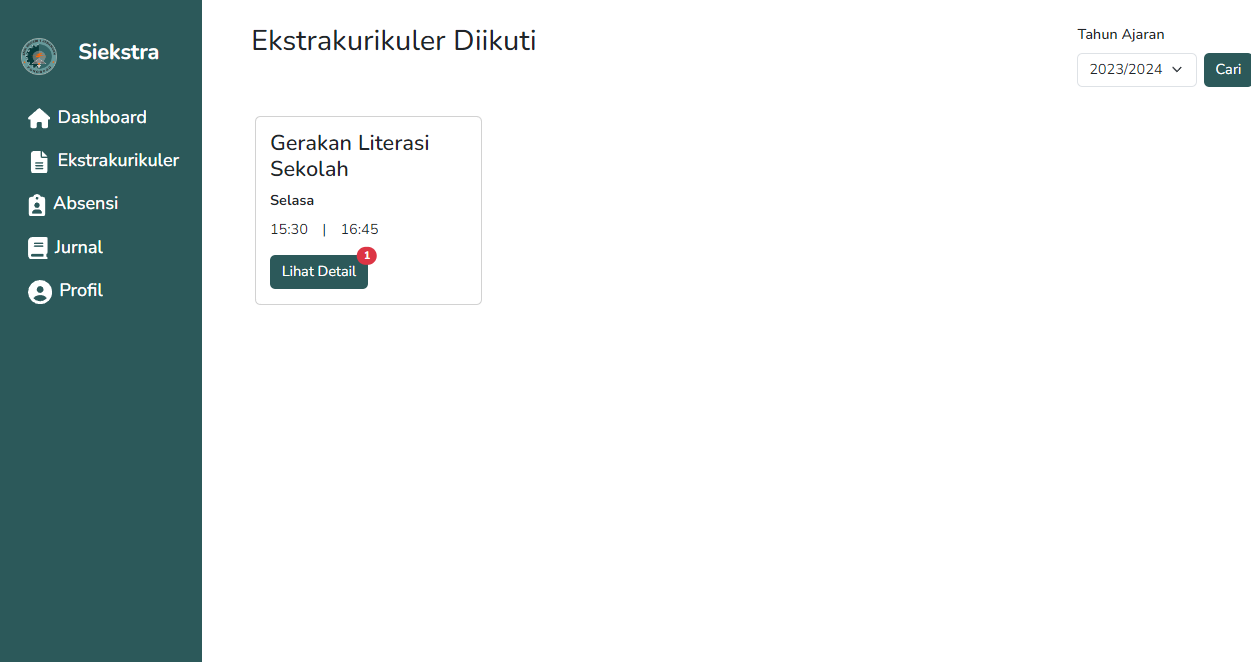 Siekstra
Dashboard
Ekstrakurikuler
Absensi
Jurnal
Profil
Ekstrakurikuler Diikuti
Tahun Ajaran
2023/2024
Cari
Gerakan Literasi
Sekolah
Selasa
15:30 | 16:45
Lihat Detail
1